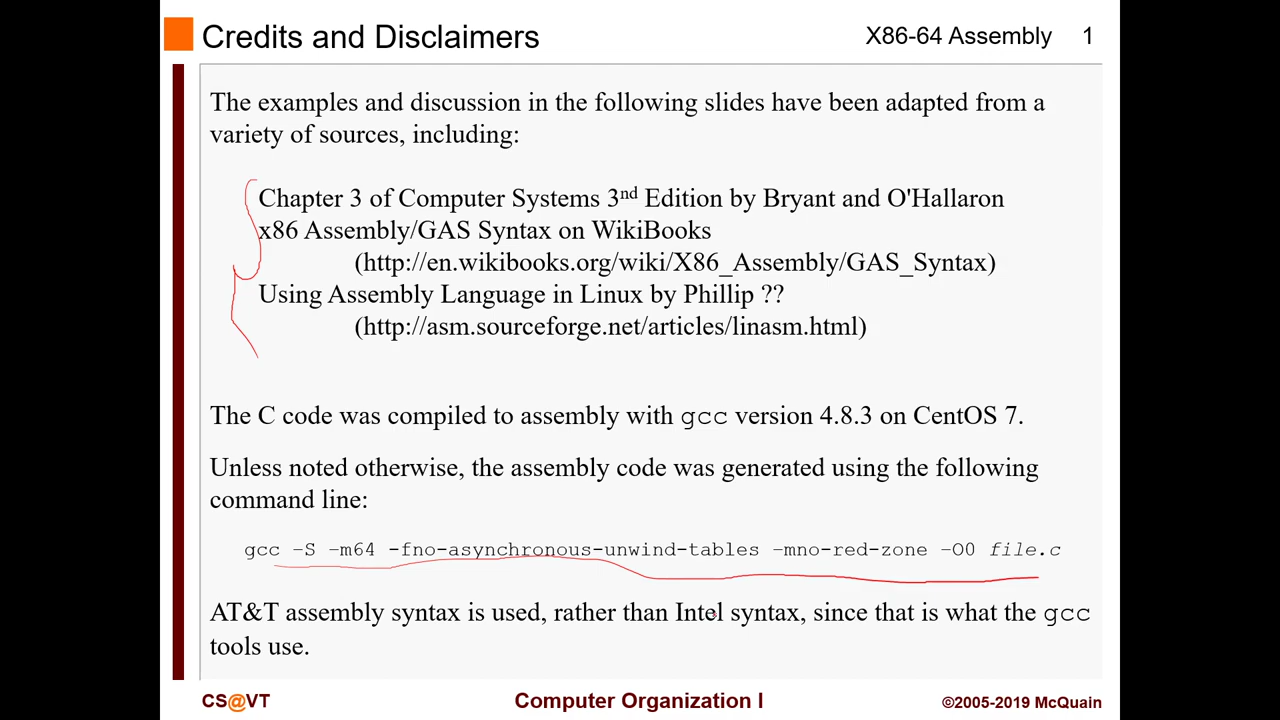 Credits and Disclaimers
X86-64 Assembly 1
The examples and discussion in the following slides have been adapted from a
variety of sources, including:
Chapter 3 of Computer Systems 3nd Edition by Bryant and O'Hallaron
x86 Assembly/GAS Syntax on WikiBooks
(http://en.wikibooks.org/wiki/X86_Assembly/GAS_Syntax)
Using Assembly Language in Linux by Phillip ??
(http://asm.sourceforge.net/articles/linasm.html)
The C code was compiled to assembly with gcc version 4.8.3 on CentOS 7.
Unless noted otherwise, the assembly code was generated using the following
command line:
gcc –S –m64 -fno-asynchronous-unwind-tables –mno-red-zone –O0 file.c
AT&T assembly syntax is used, rather than Intel syntax, since that is what the gcc
tools use.
CS@VT
Computer Organization I
©2005-2019 McQuain